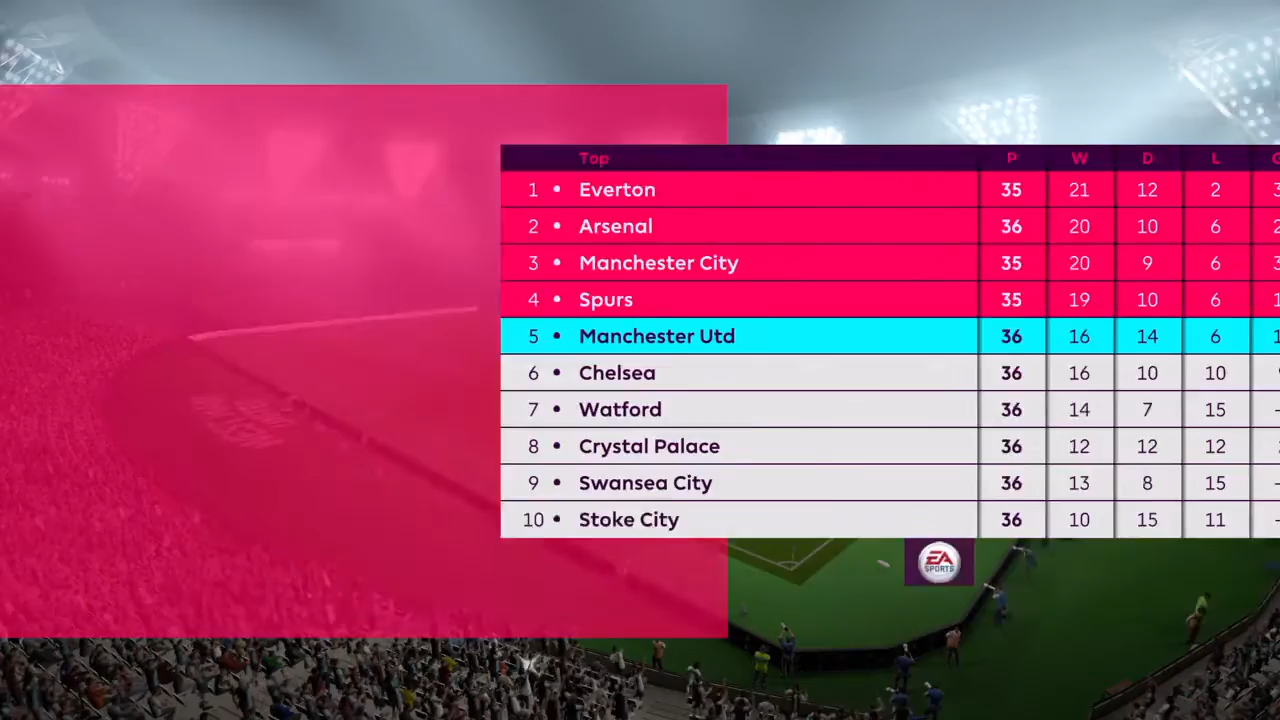 Top P W D L
1 • Everton 35 21 12 2
2 • Arsenal 36 20 10 6
3 • Manchester City 35 20 9 6
4 • Spurs 35 19 10 6
5 • Manchester Utd 36 16 14 6
6 • Chelsea 36 16 10 10
7 • Watford 36 14 7 15
8 • Crystal Palace 36 12 12 12
9 • Swansea City 36 13 8 15
10 • Stoke City 36 10 15 11
EA
SPORTS